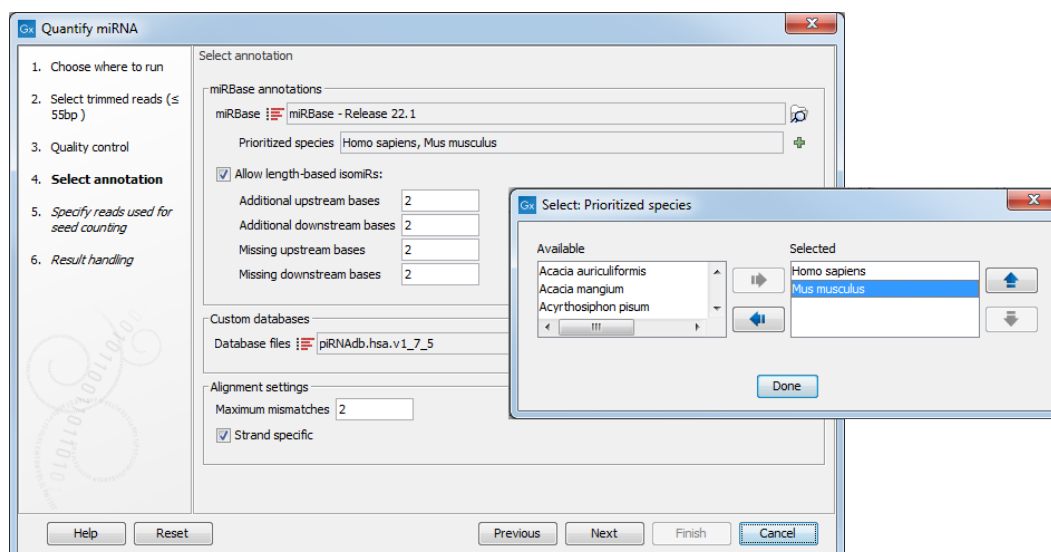 Gx Quantify miRNA
1. Choose where to run
2. Select trimmed reads (≤
55bp )
3. Quality control
4. Select annotation
5. Specify reads used for
seed counting
6. Result handling
Select annotation
miRBase annotations
miRBase miRBase - Release 22.1
Prioritized species Homo sapiens, Mus musculus
Allow length-based isomiRs:
Additional upstream bases 2
Additional downstream bases 2
Missing upstream bases 2
Missing downstream bases 2
Custom databases
Database files piRNAdb.hsa.v1_7_5
Alignment settings
Maximum mismatches 2
Strand specific
Help Reset Previous Next Finish Cancel
Gx Select: Prioritized species
Available
Acacia auriculiformis
Acacia mangium
Acyrthosiphon pisum
Selected
Homo sapiens
Mus musculus
Done